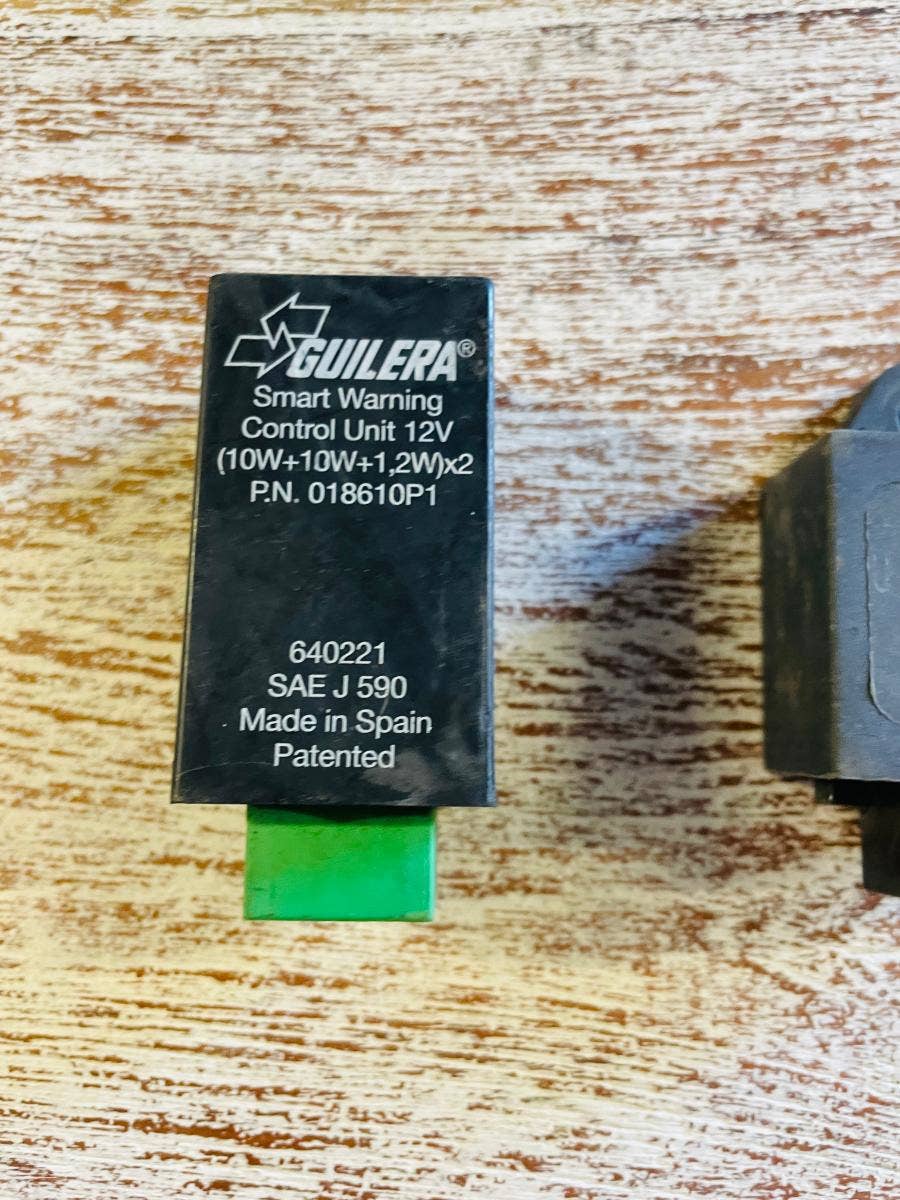 GUILERA®
Smart Warning
Control Unit 12V
(10W+10W+1,2W)x2
P.N. 018610P1
640221
SAE J 590
Made in Spain
Patented